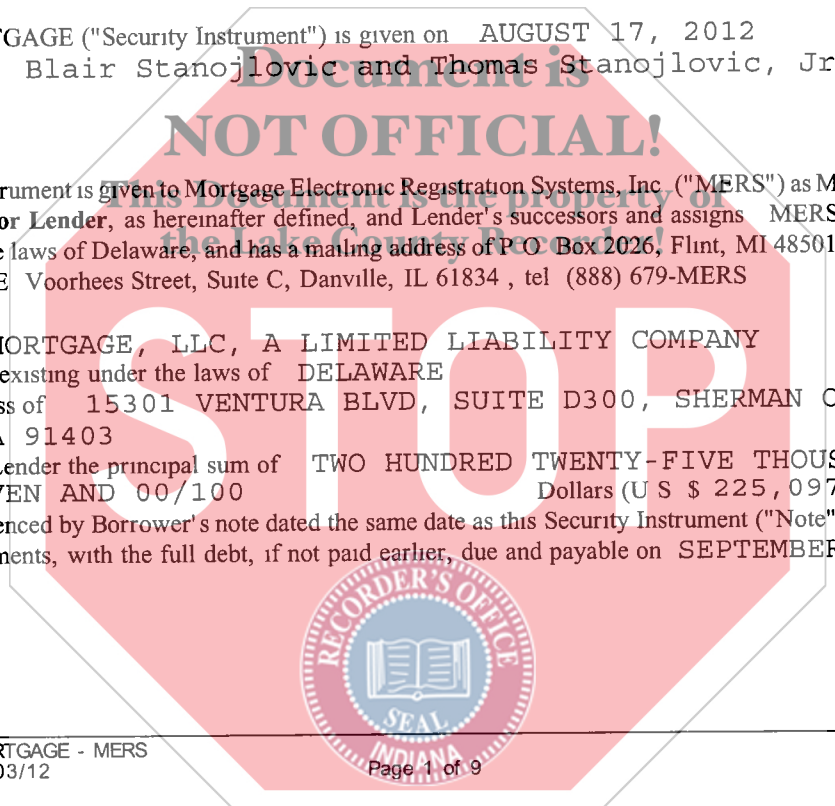 TGAGE ("Security Instrument") is given on AUGUST 17, 2012
Blair Stanojlovic and Thomas Stanojlovic, Jr
Document is
NOT OFFICIAL!
This Document is the property of
the Lake County Recorder!
rument is given to Mortgage Electronic Registration Systems, Inc ("MERS") as M
or Lender, as hereinafter defined, and Lender's successors and assigns MERS
e laws of Delaware, and has a mailing address of P O Box 2026, Flint, MI 48501
E Voorhees Street, Suite C, Danville, IL 61834 , tel (888) 679-MERS
STOP
MORTGAGE, LLC, A LIMITED LIABILITY COMPANY
existing under the laws of DELAWARE
ss of 15301 VENTURA BLVD, SUITE D300, SHERMAN O
A 91403
Lender the principal sum of TWO HUNDRED TWENTY-FIVE THOUS
VEN AND 00/100 Dollars (U S $ 225,097
enced by Borrower's note dated the same date as this Security Instrument ("Note"
ments, with the full debt, if not paid earlier, due and payable on SEPTEMBER
RECORDER'S OFFICE
SEAL
INDIANA
RTGAGE - MERS
03/12 Page 1 of 9